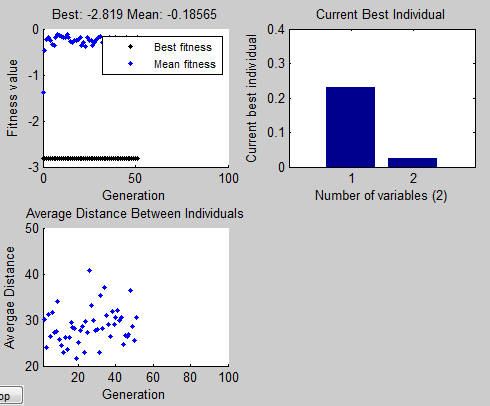 Best: -2.819 Mean: -0.18565
0
-1
-2
-3
Fitness value
Best fitness
Mean fitness
0 50 100
Generation
Current Best Individual
0.4
0.3
0.2
0.1
0
Current best individual
1 2
Number of variables (2)
Average Distance Between Individuals
50
40
30
20
Avergae Distance
20 40 60 80 100
Generation
op